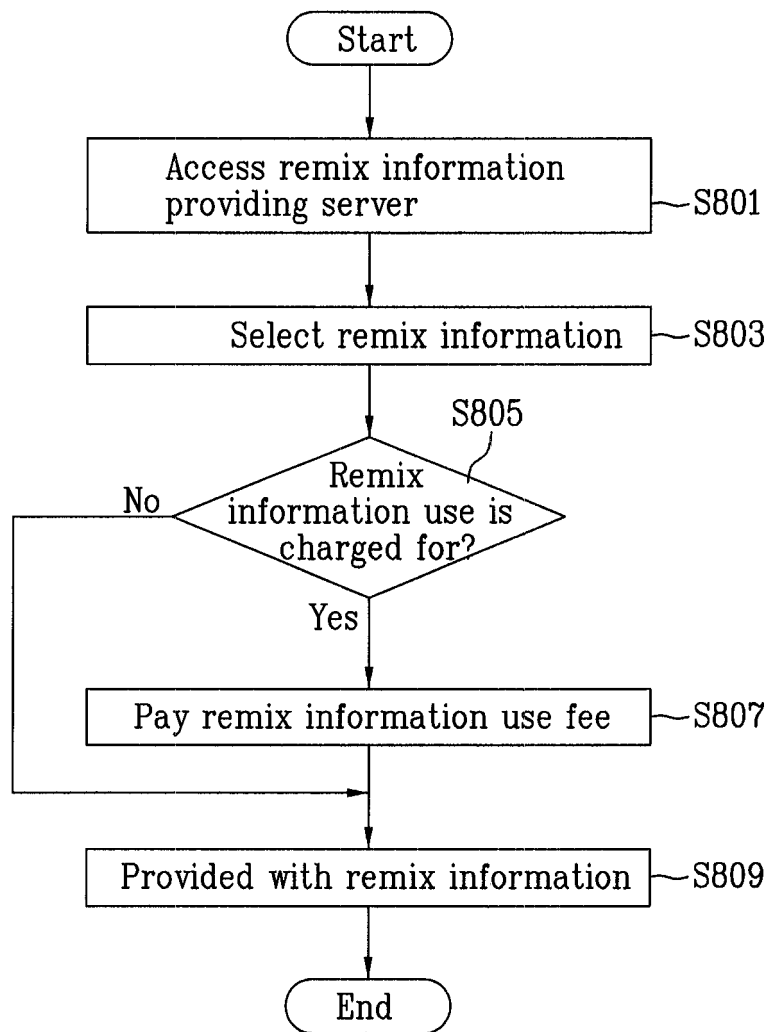 Start
Access remix information
providing server
S801
Select remix information
S803
S805
Remix
information use is
charged for?
No
Yes
Pay remix information use fee
S807
Provided with remix information
S809
End